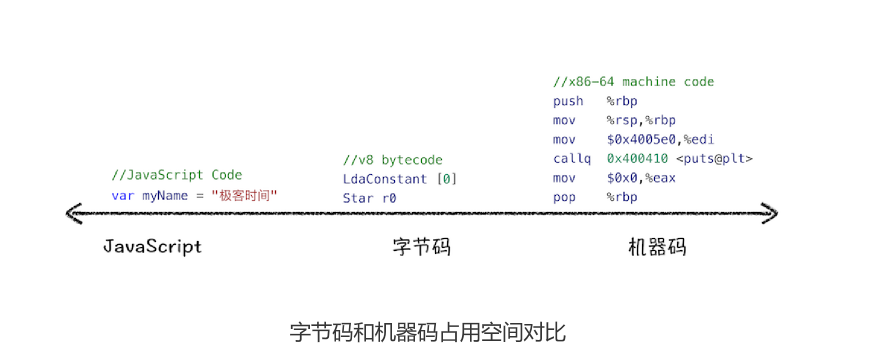 //JavaScript Code
var myName = "极客时间"
//v8 bytecode
LdaConstant [0]
Star r0
//x86-64 machine code
push %rbp
mov %rsp,%rbp
mov $0x4005e0,%edi
callq 0x400410 <puts@plt>
mov $0x0,%eax
pop %rbp
JavaScript
字节码
机器码
字节码和机器码占用空间对比